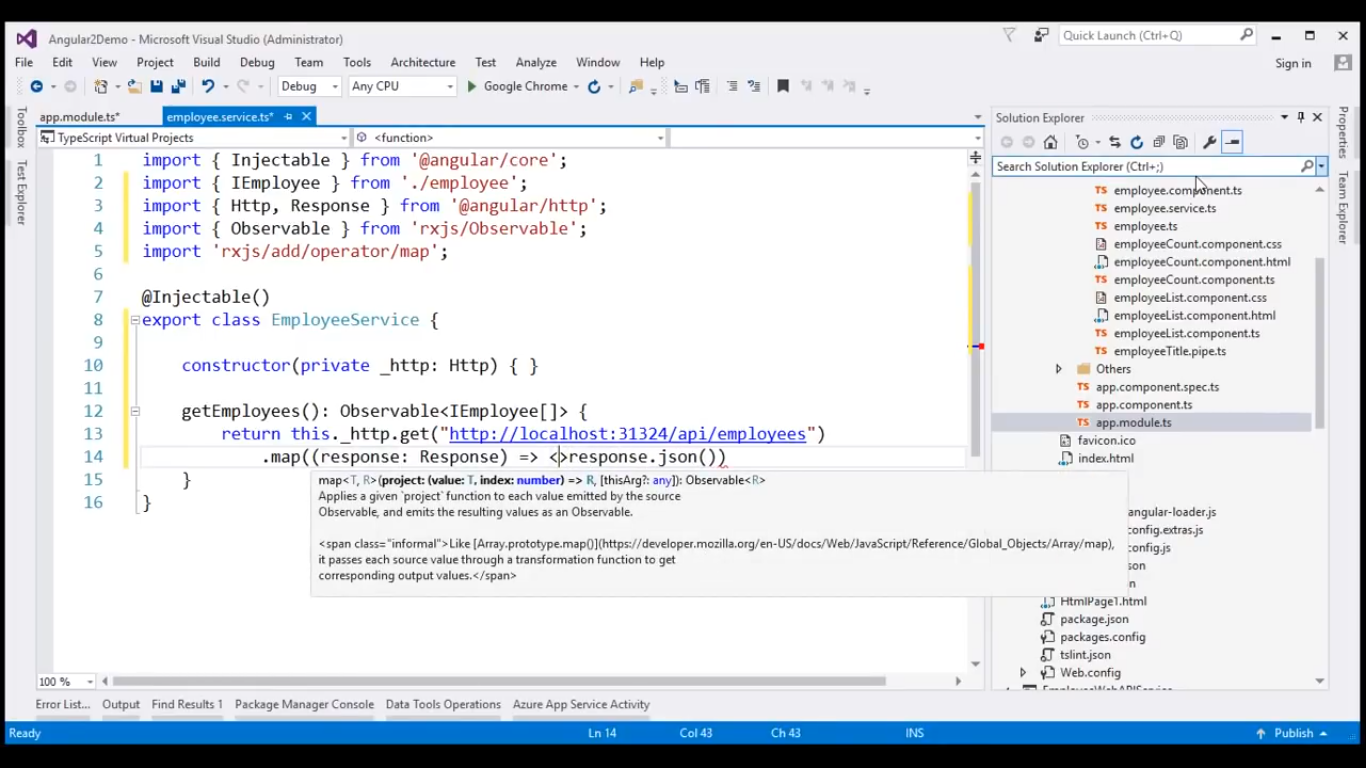 Angular2Demo - Microsoft Visual Studio (Administrator)
Quick Launch (Ctrl+Q)
File Edit View Project Build Debug Team Tools Architecture Test Analyze Window Help
Sign in
Debug Any CPU Google Chrome
Toolbox
Test Explorer
app.module.ts* employee.service.ts*
TypeScript Virtual Projects <function>
1 import { Injectable } from '@angular/core';
2 import { IEmployee } from './employee';
3 import { Http, Response } from '@angular/http';
4 import { Observable } from 'rxjs/Observable';
5 import 'rxjs/add/operator/map';
6
7 @Injectable()
8 export class EmployeeService {
9
10 constructor(private _http: Http) { }
11
12 getEmployees(): Observable<IEmployee[]> {
13 return this._http.get("http://localhost:31324/api/employees")
14 .map((response: Response) => <>response.json())
15 }
16 }
map<T, R>(project: (value: T, index: number) => R, [thisArg?: any]): Observable<R>
Applies a given `project` function to each value emitted by the source
Observable, and emits the resulting values as an Observable.
<span class="informal">Like [Array.prototype.map()](https://developer.mozilla.org/en-US/docs/Web/JavaScript/Reference/Global_Objects/Array/map),
it passes each source value through a transformation function to get
corresponding output values.</span>
100 %
Solution Explorer
Search Solution Explorer (Ctrl+;)
TS employee.component.ts
TS employee.service.ts
TS employee.ts
employeeCount.component.css
employeeCount.component.html
TS employeeCount.component.ts
employeeList.component.css
employeeList.component.html
TS employeeList.component.ts
TS employeeTitle.pipe.ts
Others
TS app.component.spec.ts
TS app.component.ts
TS app.module.ts
favicon.ico
index.html
angular-loader.js
config.extras.js
config.js
on
n
HtmlPage1.html
package.json
packages.config
tslint.json
Web.config
EmployeeWebAPIService
Properties
Team Explorer
Error List... Output Find Results 1 Package Manager Console Data Tools Operations Azure App Service Activity
Ready Ln 14 Col 43 Ch 43 INS Publish